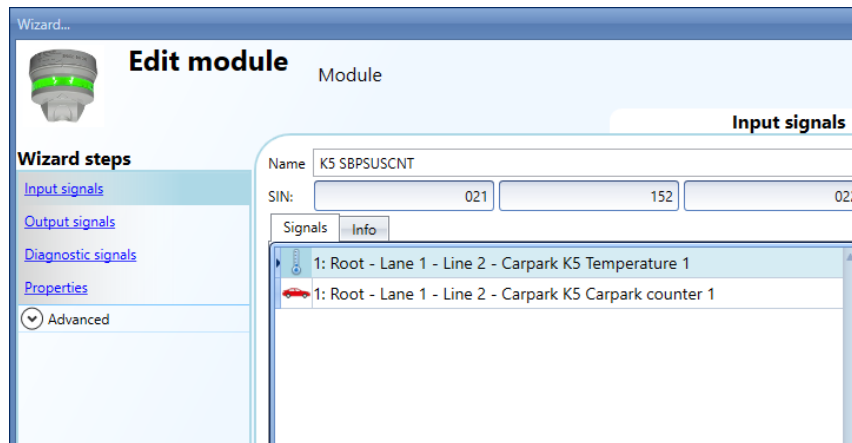 Wizard...
Edit module
Module
Input signals
Wizard steps
Input signals
Output signals
Diagnostic signals
Properties
Advanced
Name K5 SBPSUSCNT
SIN: 021 152
Signals Info
1: Root - Lane 1 - Line 2 - Carpark K5 Temperature 1
1: Root - Lane 1 - Line 2 - Carpark K5 Carpark counter 1